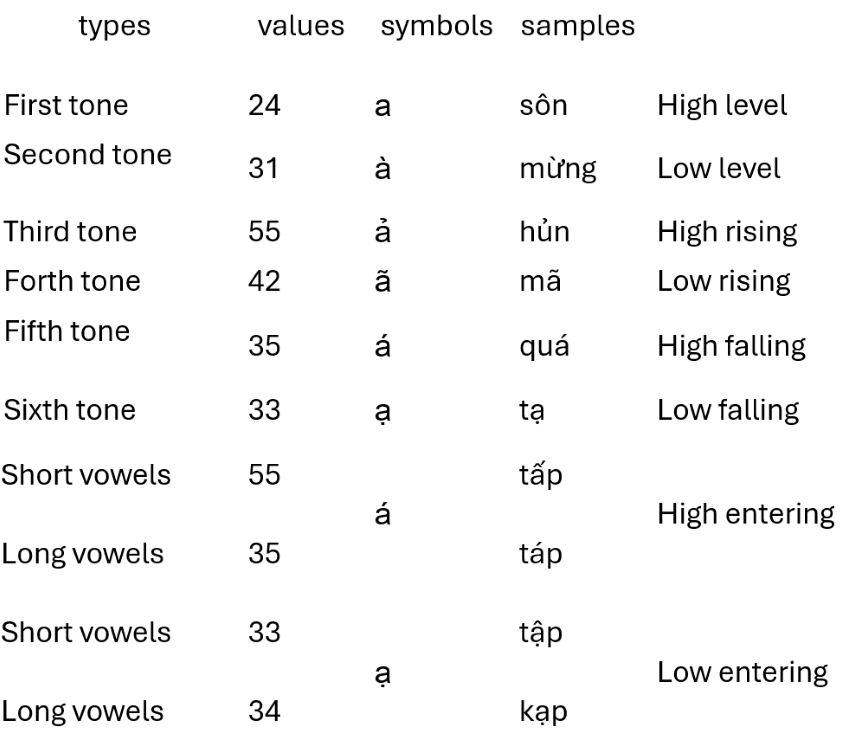 types values symbols samples
First tone 24 a sôn High level
Second tone 31 à mừng Low level
Third tone 55 ả hủn High rising
Forth tone 42 ã mã Low rising
Fifth tone 35 á quá High falling
Sixth tone 33 ạ tạ Low falling
Short vowels 55 tấp
á High entering
Long vowels 35 táp
Short vowels 33 tập
ạ Low entering
Long vowels 34 kạp